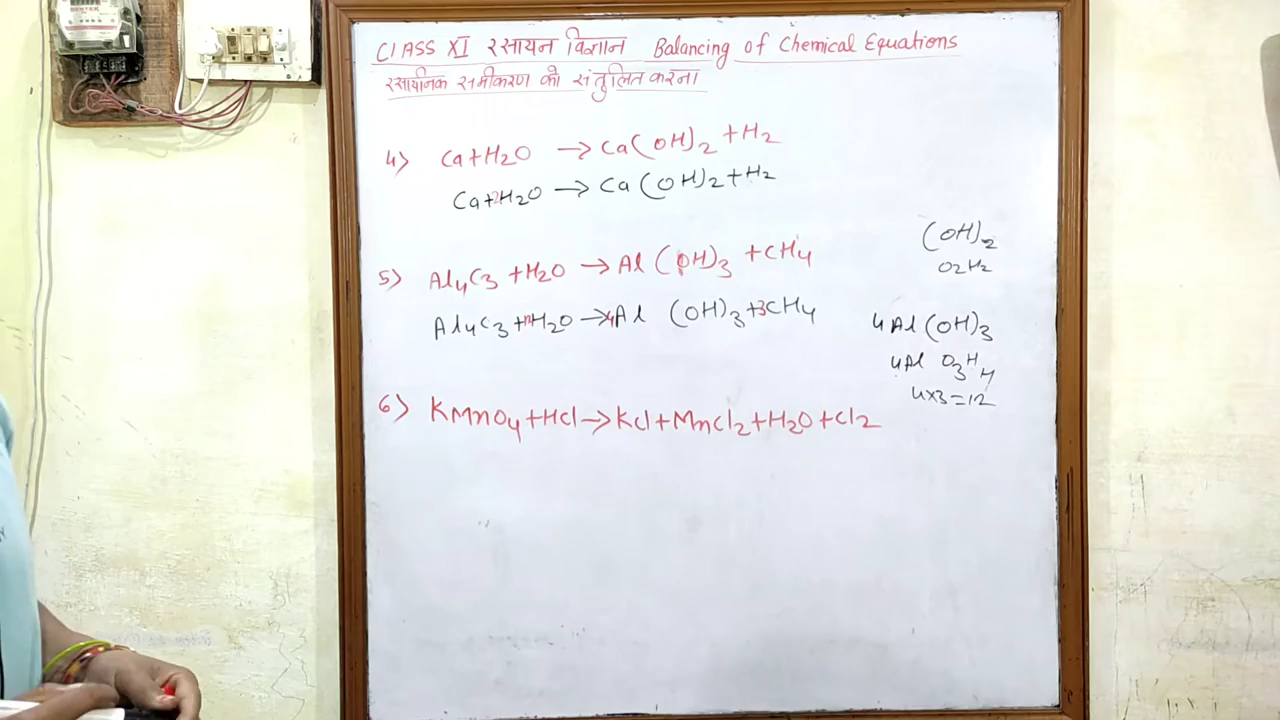 CLASS XI रसायन विज्ञान Balancing of Chemical Equations
रसायनिक समीकरण को संतुलित करना
4) Ca+H2O → Ca(OH)2 +H2
Ca+2H2O → Ca(OH)2+H2
(OH)2
O2H2
5) Al4C3 +H2O → Al(OH)3 +CH4
Al4C3+12H2O → 4Al (OH)3+3CH4
4Al(OH)3
4Al O3H4
4x3=12
6) KMnO4+HCl → KCl+MnCl2+H2O+Cl2